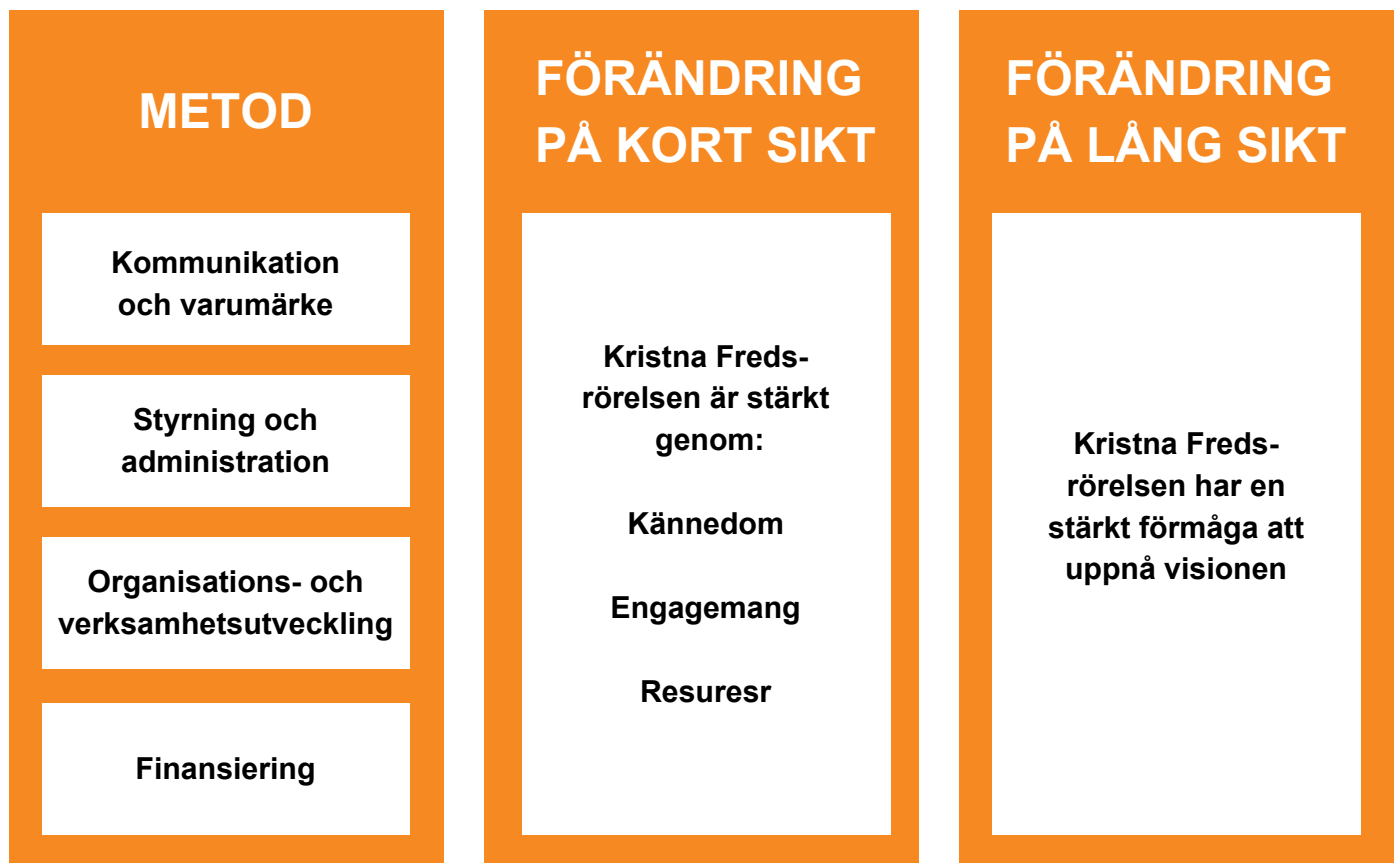 METOD
Kommunikation
och varumärke
Styrning och
administration
Organisations- och
verksamhetsutveckling
Finansiering
FÖRÄNDRING
PÅ KORT SIKT
Kristna Freds-
rörelsen är stärkt
genom:
Kännedom
Engagemang
Resuresr
FÖRÄNDRING
PÅ LÅNG SIKT
Kristna Freds-
rörelsen har en
stärkt förmåga att
uppnå visionen